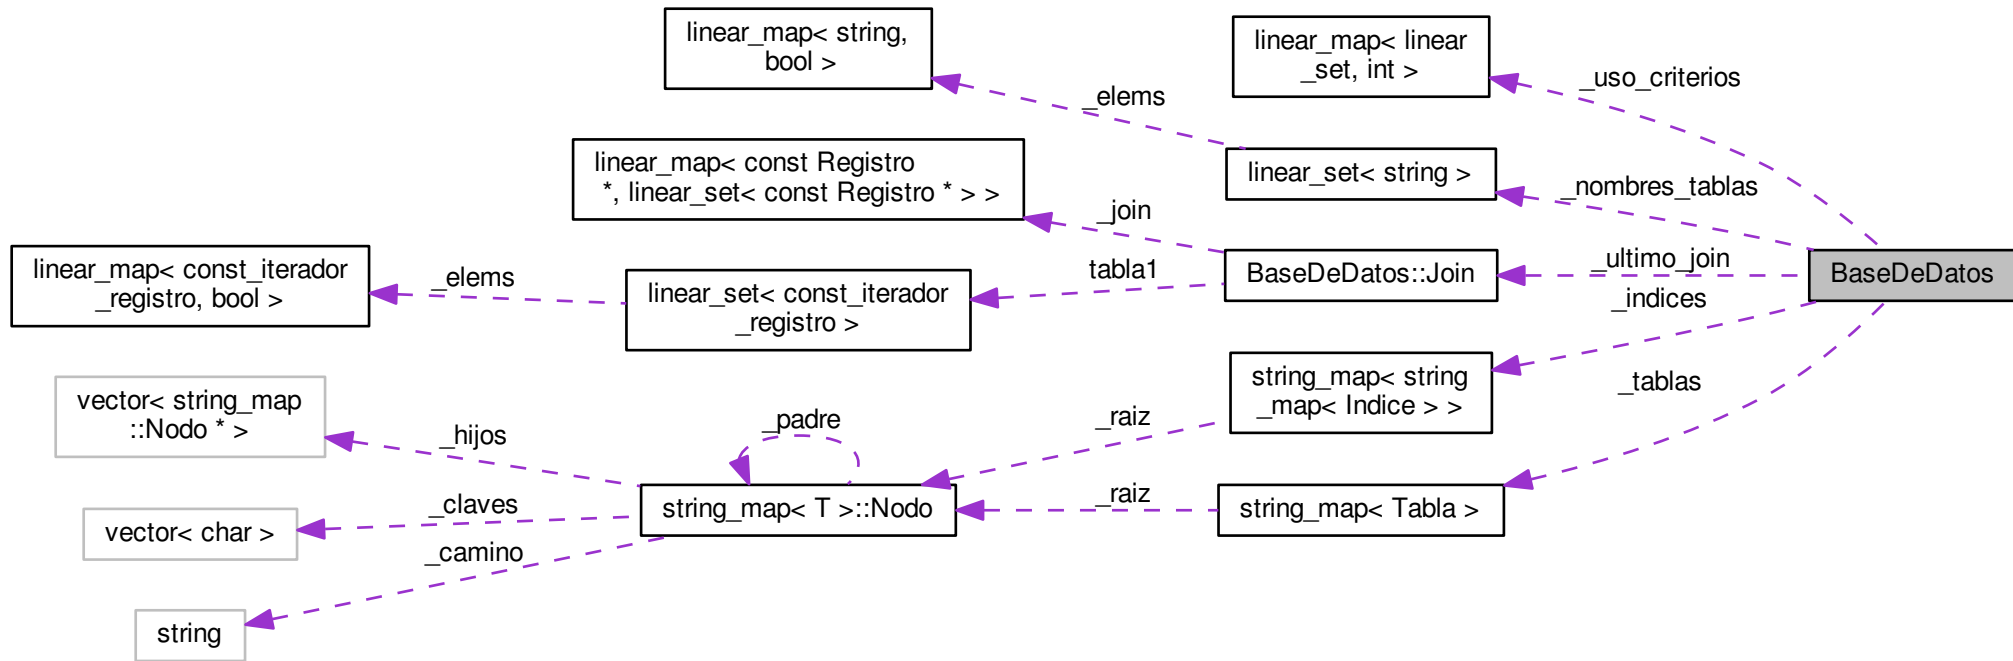 linear_map< string,
bool >
linear_map< linear
_set, int >
_uso_criterios
_elems
linear_map< const Registro
*, linear_set< const Registro * > >
linear_set< string >
_nombres_tablas
_join
linear_map< const_iterador
_registro, bool >
_elems
linear_set< const_iterador
_registro >
tabla1
BaseDeDatos::Join
_ultimo_join
BaseDeDatos
_indices
vector< string_map
::Nodo * >
_hijos
_padre
_raiz
string_map< string
_map< Indice > >
_tablas
vector< char >
_claves
string_map< T >::Nodo
_raiz
string_map< Tabla >
_camino
string